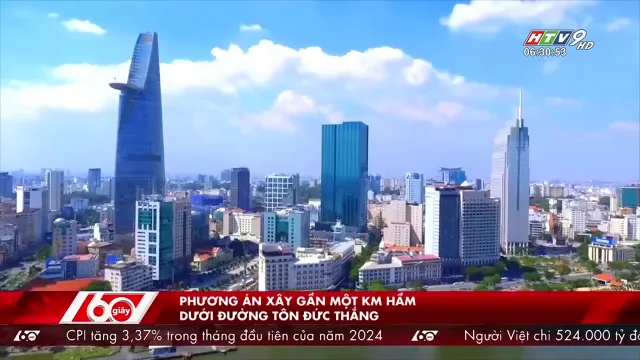 HTV9 HD
06:30:53
PHƯƠNG ÁN XÂY GẦN MỘT KM HẦM
DƯỚI ĐƯỜNG TÔN ĐỨC THẮNG
60 giây
CPI tăng 3,37% trong tháng đầu tiên của năm 2024
60 Người Việt chi 524.000 tỷ